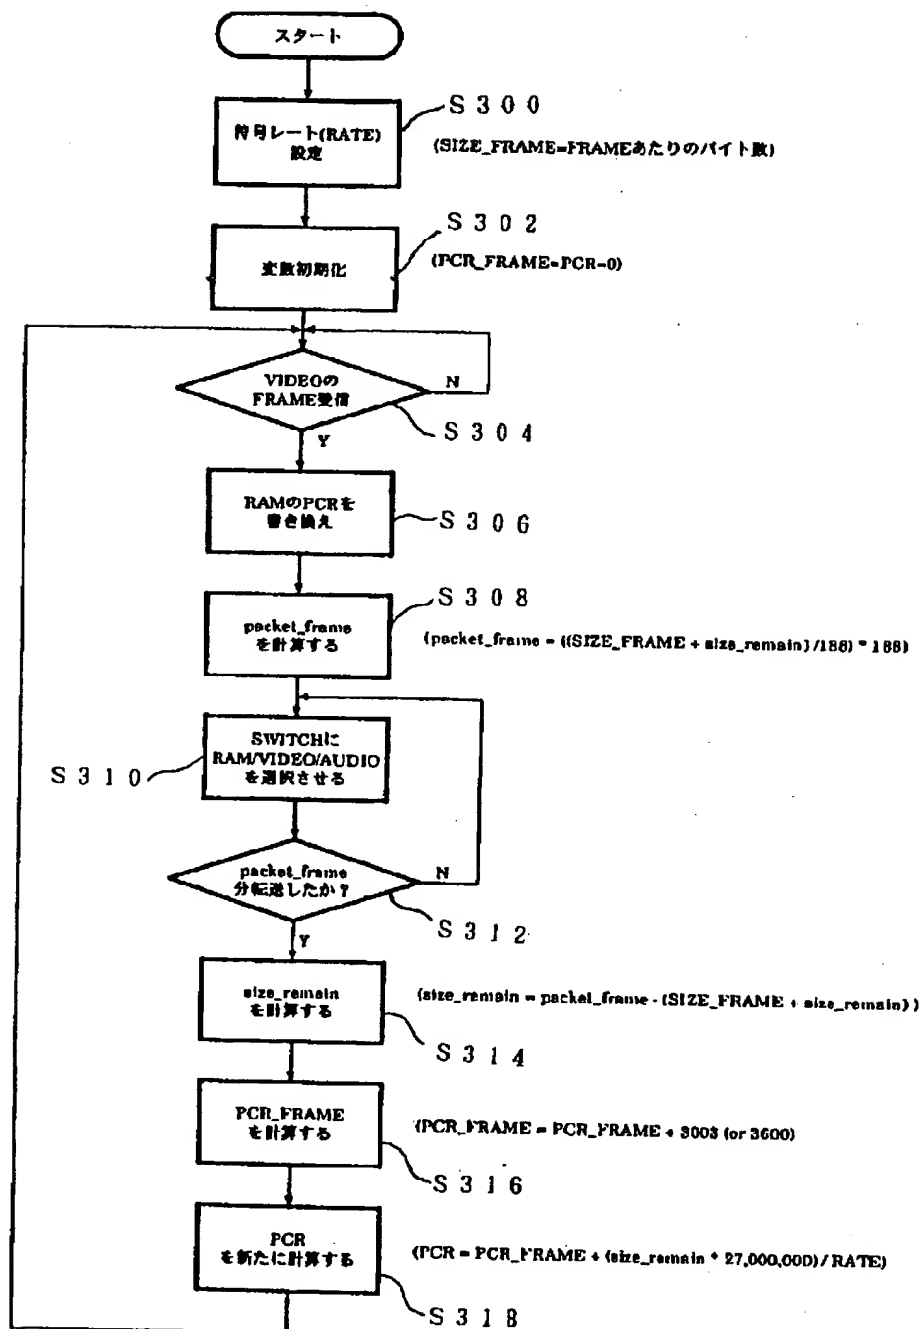 スタート
符号レート(RATE)
設定
S300
(SIZE_FRAME=FRAMEあたりのバイト数)
変数初期化
S302
(PCR_FRAME=PCR=0)
VIDEOの
FRAME受信
N
Y
S304
RAMのPCRを
書き換え
S306
packet_frame
を計算する
S308
(packet_frame = ((SIZE_FRAME + size_remain)/188) * 188)
SWITCHに
RAM/VIDEO/AUDIO
を選択させる
S310
packet_frame
分転送したか？
N
Y
S312
size_remain
を計算する
(size_remain = packet_frame - (SIZE_FRAME + size_remain))
S314
PCR_FRAME
を計算する
(PCR_FRAME = PCR_FRAME + 3003 (or 3600)
S316
PCR
を新たに計算する
(PCR = PCR_FRAME + (size_remain * 27,000,000)/RATE)
S318